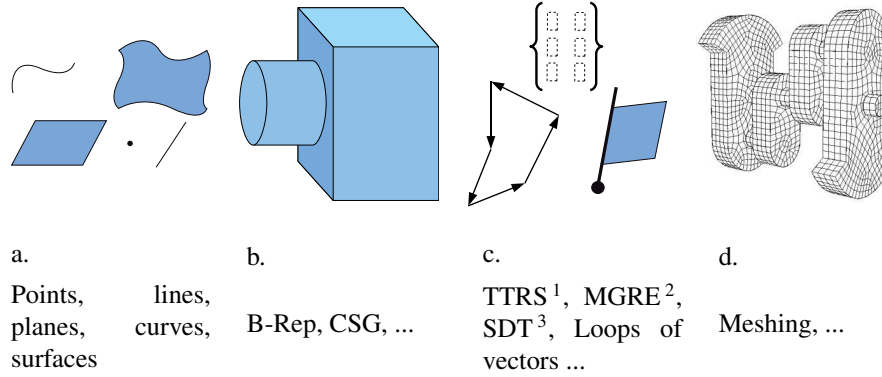 a.
b.
c.
d.
Points, lines,
planes, curves,
surfaces
B-Rep, CSG, ...
TTRS 1, MGRE 2,
SDT 3, Loops of
vectors ...
Meshing, ...